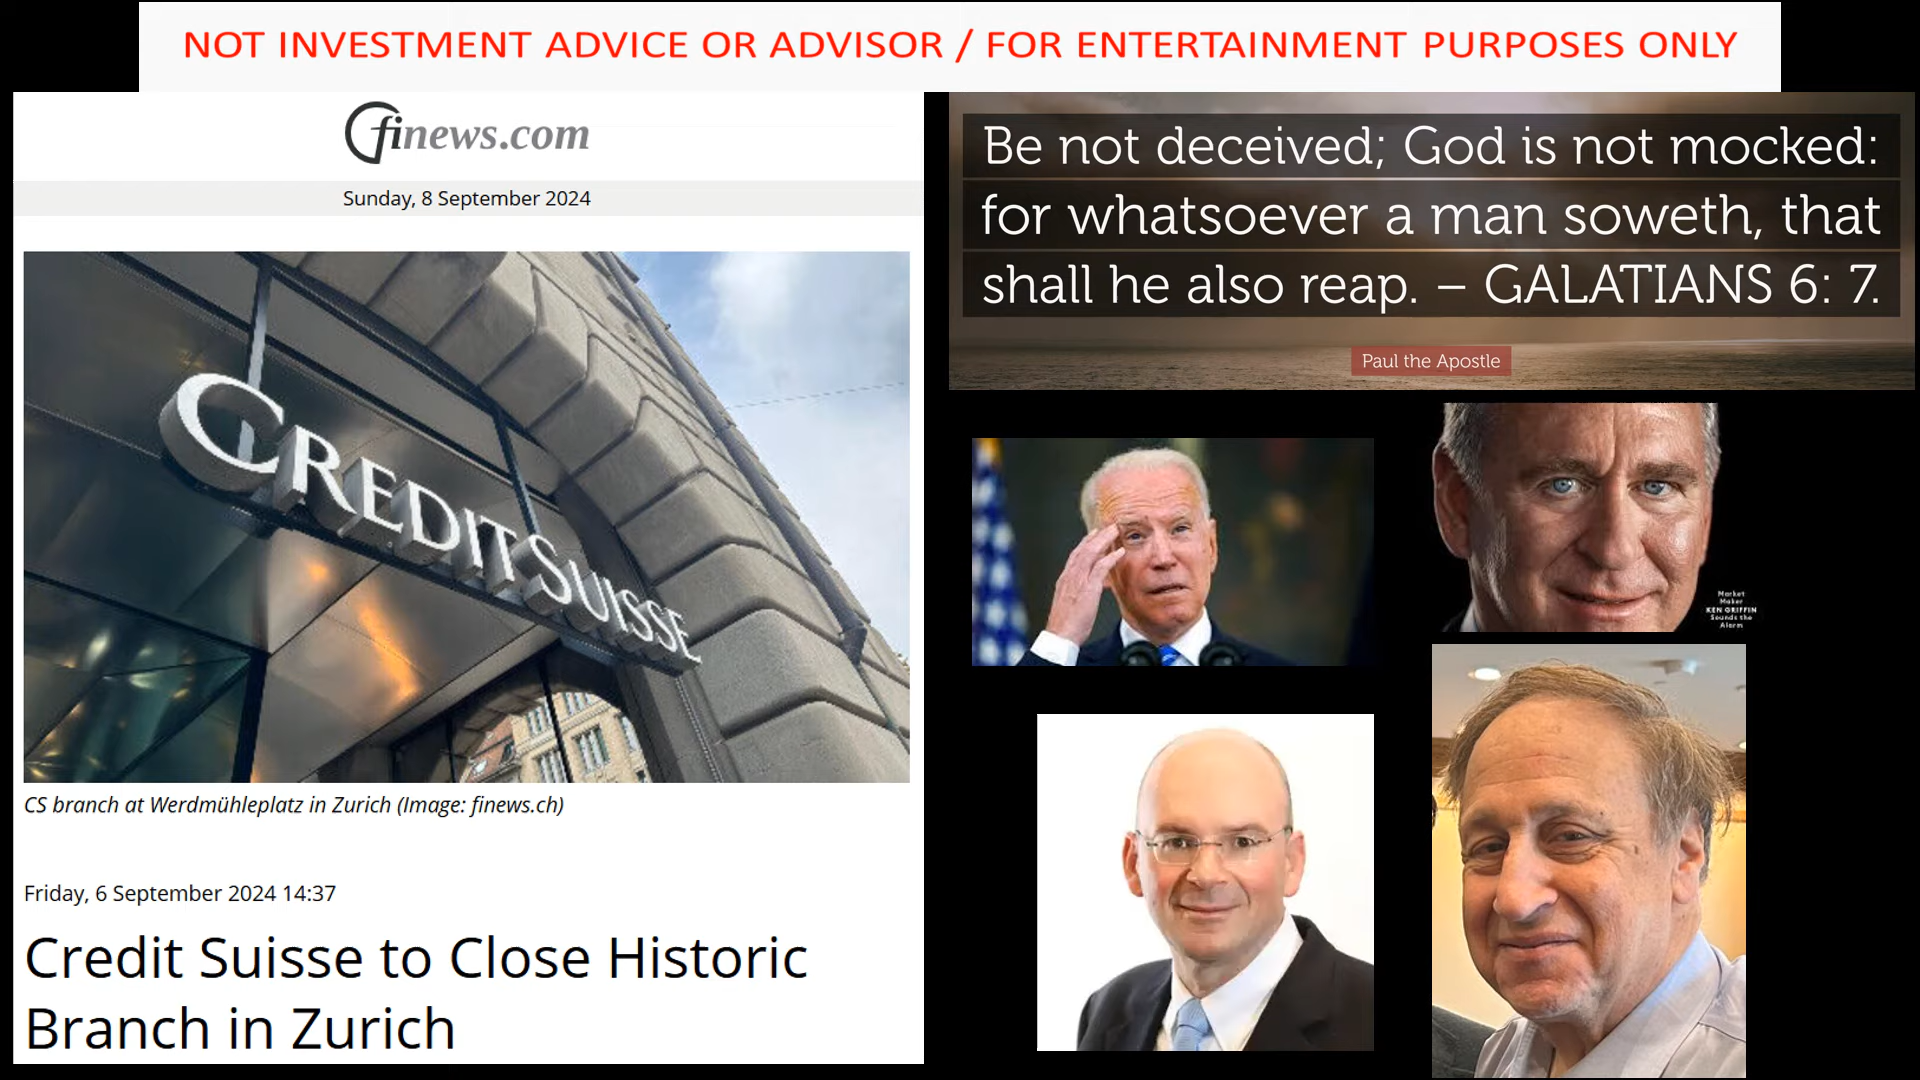 NOT INVESTMENT ADVICE OR ADVISOR / FOR ENTERTAINMENT PURPOSES ONLY
finews.com
Sunday, 8 September 2024
CREDIT SUISSE
CS branch at Werdmühleplatz in Zurich (Image: finews.ch)
Friday, 6 September 2024 14:37
Credit Suisse to Close Historic
Branch in Zurich
Be not deceived; God is not mocked:
for whatsoever a man soweth, that
shall he also reap. – GALATIANS 6: 7.
Paul the Apostle
Market
Maker
KEN GRIFFIN
Sounds the
Alarm